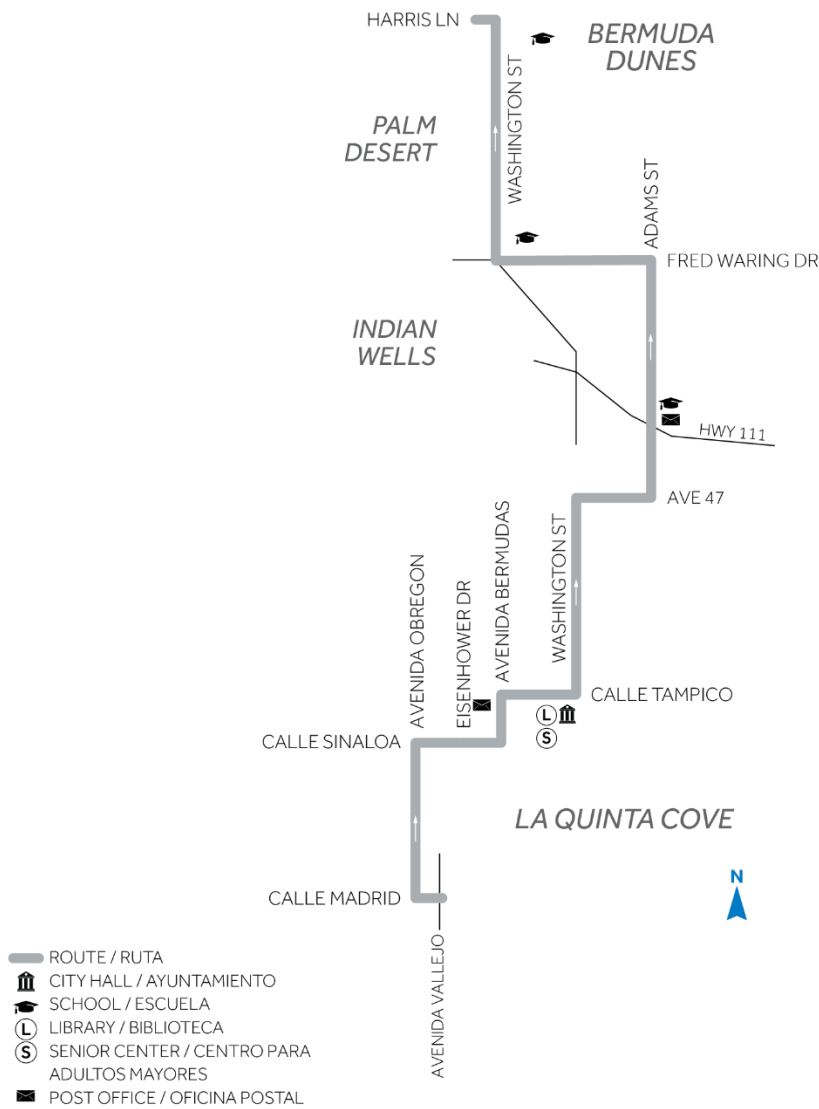 HARRIS LN
BERMUDA
DUNES
WASHINGTON ST
PALM
DESERT
ADAMS ST
FRED WARING DR
INDIAN
WELLS
HWY 111
AVE 47
AVENIDA OBREGON
EISENHOWER DR
AVENIDA BERMUDAS
WASHINGTON ST
CALLE TAMPICO
L
S
CALLE SINALOA
LA QUINTA COVE
N
CALLE MADRID
AVENIDA VALLEJO
ROUTE / RUTA
CITY HALL / AYUNTAMIENTO
SCHOOL / ESCUELA
L LIBRARY / BIBLIOTECA
S SENIOR CENTER / CENTRO PARA
ADULTOS MAYORES
POST OFFICE / OFICINA POSTAL